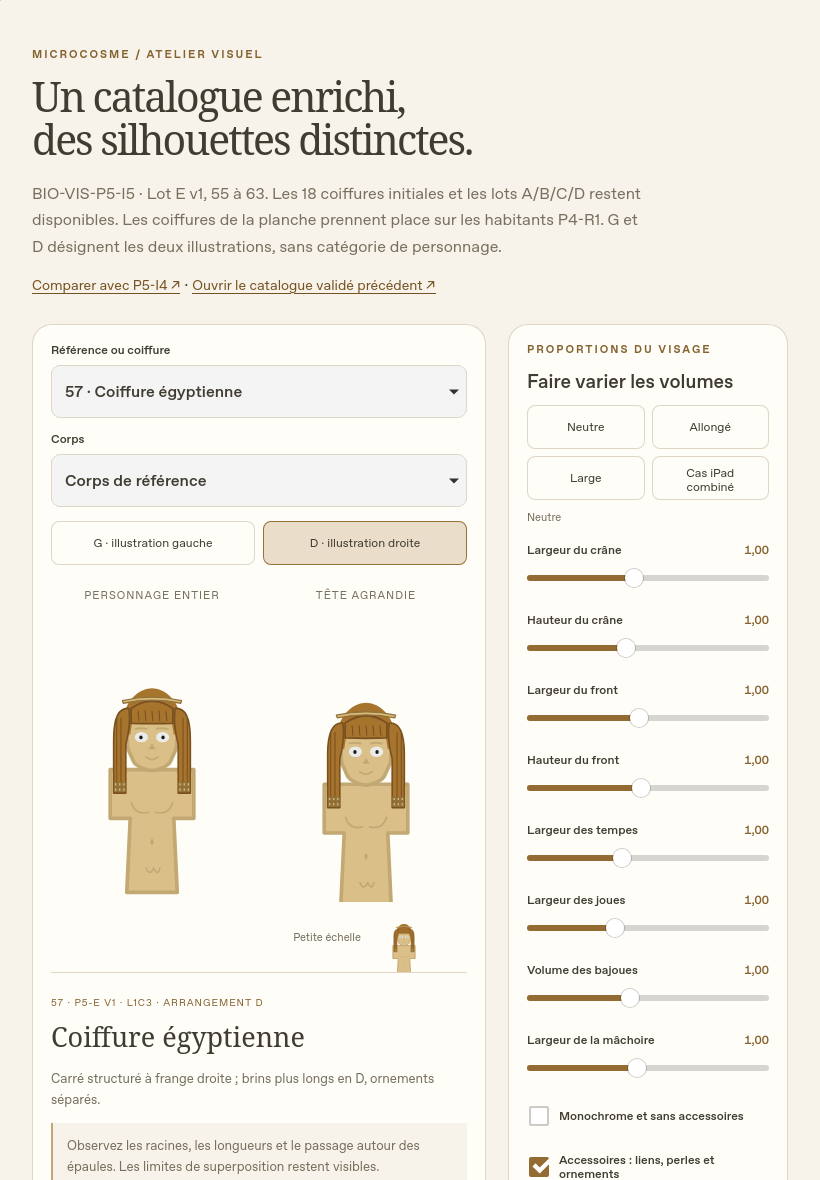 MICROCOSME / ATELIER VISUEL
Un catalogue enrichi,
des silhouettes distinctes.
BIO-VIS-P5-I5 · Lot E v1, 55 à 63. Les 18 coiffures initiales et les lots A/B/C/D restent
disponibles. Les coiffures de la planche prennent place sur les habitants P4-R1. G et
D désignent les deux illustrations, sans catégorie de personnage.
Comparer avec P5-I4 ↗ · Ouvrir le catalogue validé précédent ↗
Référence ou coiffure
57 · Coiffure égyptienne
Corps
Corps de référence
G · illustration gauche
D · illustration droite
PERSONNAGE ENTIER
TÊTE AGRANDIE
Petite échelle
57 · P5-E V1 · L1C3 · ARRANGEMENT D
Coiffure égyptienne
Carré structuré à frange droite ; brins plus longs en D, ornements
séparés.
Observez les racines, les longueurs et le passage autour des
épaules. Les limites de superposition restent visibles.
PROPORTIONS DU VISAGE
Faire varier les volumes
Neutre
Allongé
Large
Cas iPad
combiné
Neutre
Largeur du crâne 1,00
Hauteur du crâne 1,00
Largeur du front 1,00
Hauteur du front 1,00
Largeur des tempes 1,00
Largeur des joues 1,00
Volume des bajoues 1,00
Largeur de la mâchoire 1,00
Monochrome et sans accessoires
Accessoires : liens, perles et
ornements